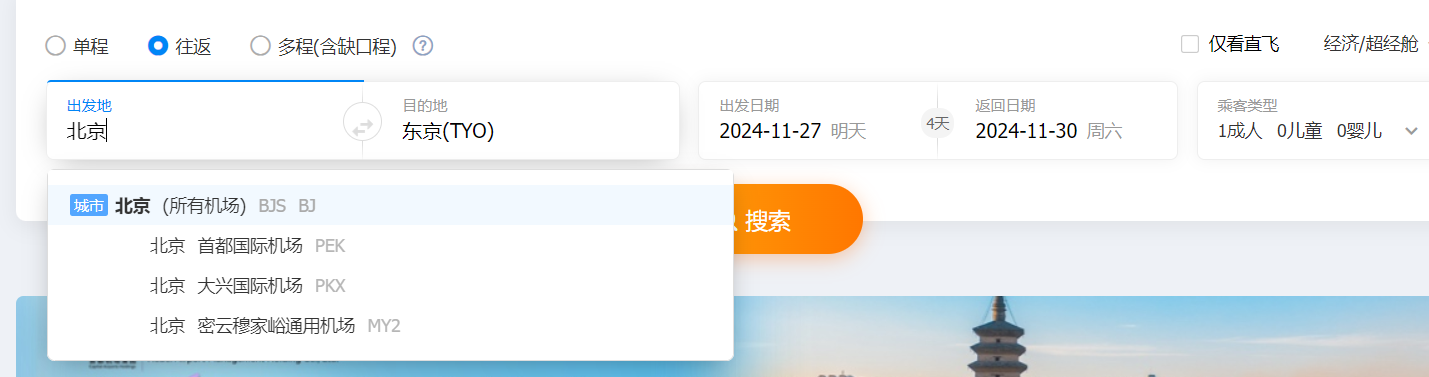 单程 往返 多程(含缺口程) ? 仅看直飞 经济/超经舱
出发地 目的地 出发日期 返回日期 乘客类型
北京 东京(TYO) 2024-11-27 明天 4天 2024-11-30 周六 1成人 0儿童 0婴儿
城市 北京 (所有机场) BJS BJ
搜索
北京 首都国际机场 PEK
北京 大兴国际机场 PKX
北京 密云穆家峪通用机场 MY2